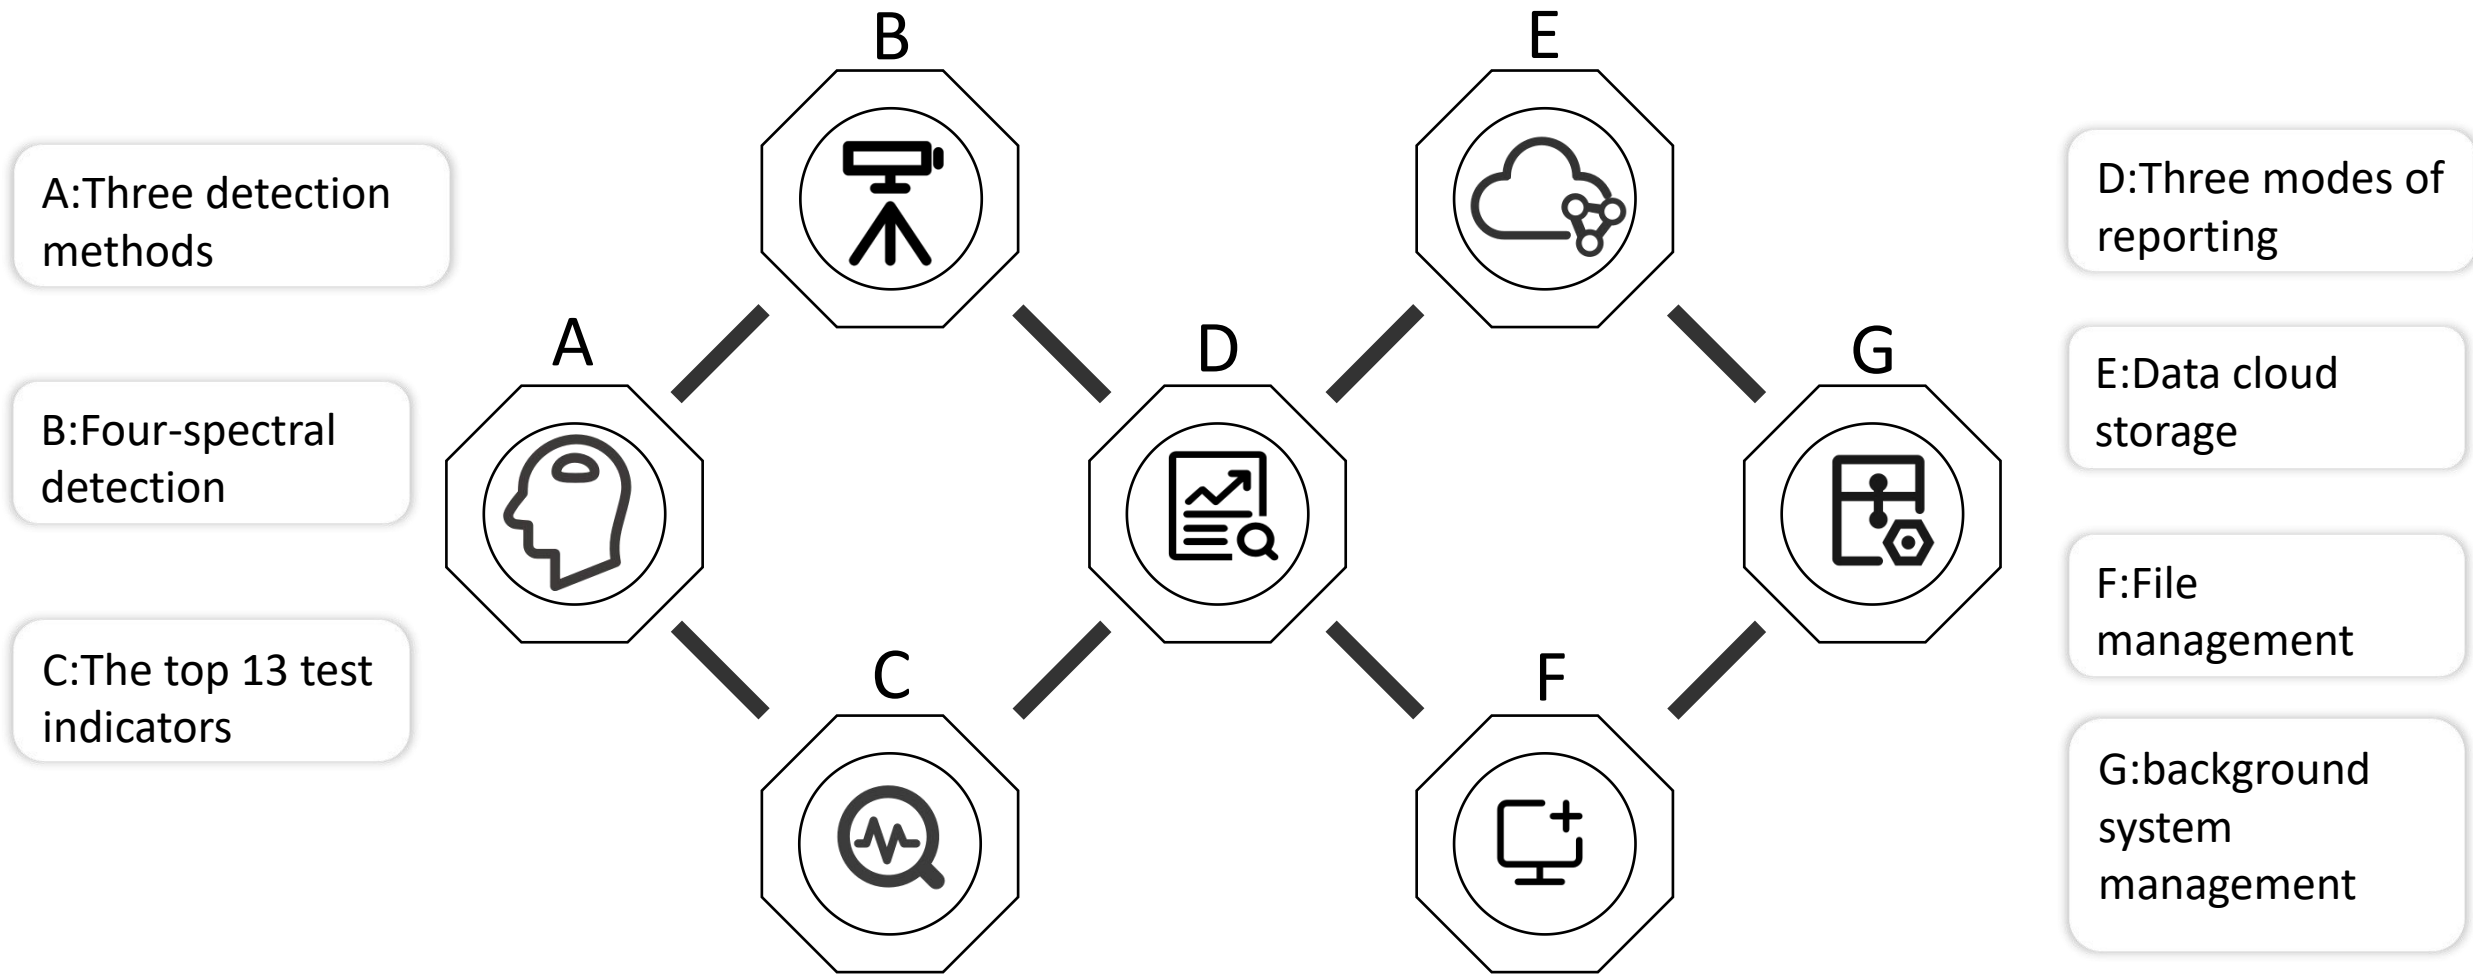 B
E
A:Three detection
methods
D:Three modes of
reporting
A
D
G
B:Four-spectral
detection
E:Data cloud
storage
C:The top 13 test
indicators
C
F
F:File
management
G:background
system
management